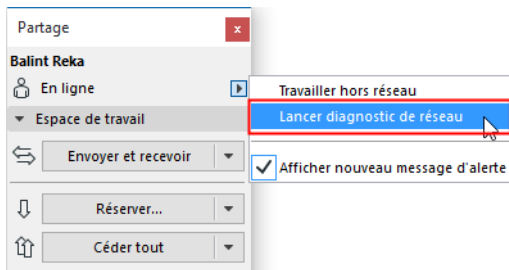 Partage
x
Balint Reka
En ligne
Travailler hors réseau
Lancer diagnostic de réseau
Espace de travail
Envoyer et recevoir
Afficher nouveau message d'alerte
Réserver...
Céder tout